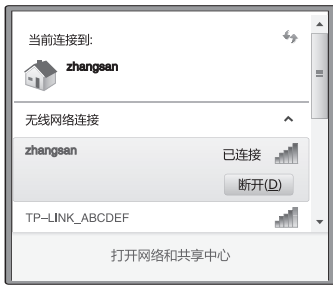 当前连接到:
zhangsan
无线网络连接
zhangsan 已连接
断开(D)
TP-LINK_ABCDEF
打开网络和共享中心